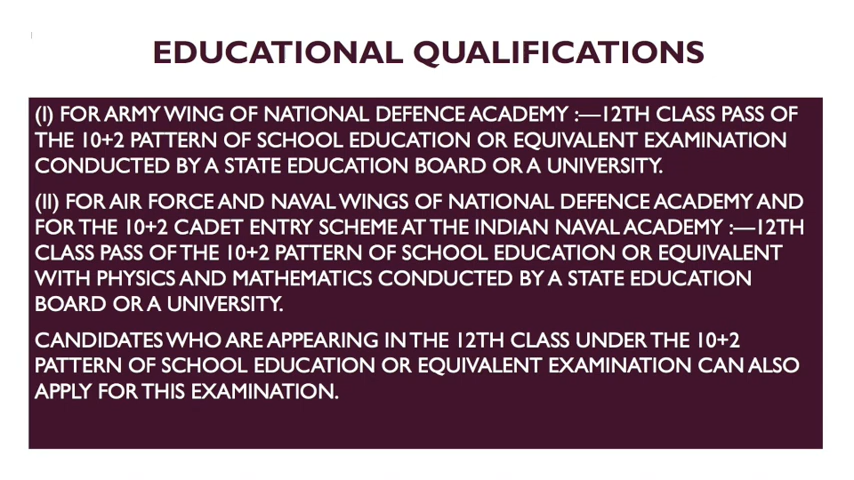 EDUCATIONAL QUALIFICATIONS
(I) FOR ARMY WING OF NATIONAL DEFENCE ACADEMY :—12TH CLASS PASS OF
THE 10+2 PATTERN OF SCHOOL EDUCATION OR EQUIVALENT EXAMINATION
CONDUCTED BY A STATE EDUCATION BOARD OR A UNIVERSITY.
(II) FOR AIR FORCE AND NAVAL WINGS OF NATIONAL DEFENCE ACADEMY AND
FOR THE 10+2 CADET ENTRY SCHEME AT THE INDIAN NAVAL ACADEMY :—12TH
CLASS PASS OF THE 10+2 PATTERN OF SCHOOL EDUCATION OR EQUIVALENT
WITH PHYSICS AND MATHEMATICS CONDUCTED BY A STATE EDUCATION
BOARD OR A UNIVERSITY.
CANDIDATES WHO ARE APPEARING IN THE 12TH CLASS UNDER THE 10+2
PATTERN OF SCHOOL EDUCATION OR EQUIVALENT EXAMINATION CAN ALSO
APPLY FOR THIS EXAMINATION.